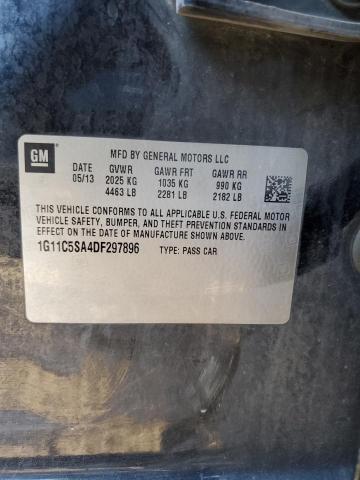 GM
MFD BY GENERAL MOTORS LLC
DATE GVWR GAWR FRT GAWR RR
05/13 2025 KG 1035 KG 990 KG
4463 LB 2281 LB 2182 LB
THIS VEHICLE CONFORMS TO ALL APPLICABLE U.S. FEDERAL MOTOR
VEHICLE SAFETY, BUMPER, AND THEFT PREVENTION STANDARDS IN
EFFECT ON THE DATE OF MANUFACTURE SHOWN ABOVE.
1G11C5SA4DF297896 TYPE: PASS CAR